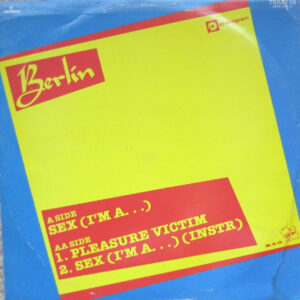 Berlin
A SIDE
SEX (I'M A. . .)
AA SIDE
1. PLEASURE VICTIM
2. SEX (I'M A. . .) (INSTR)